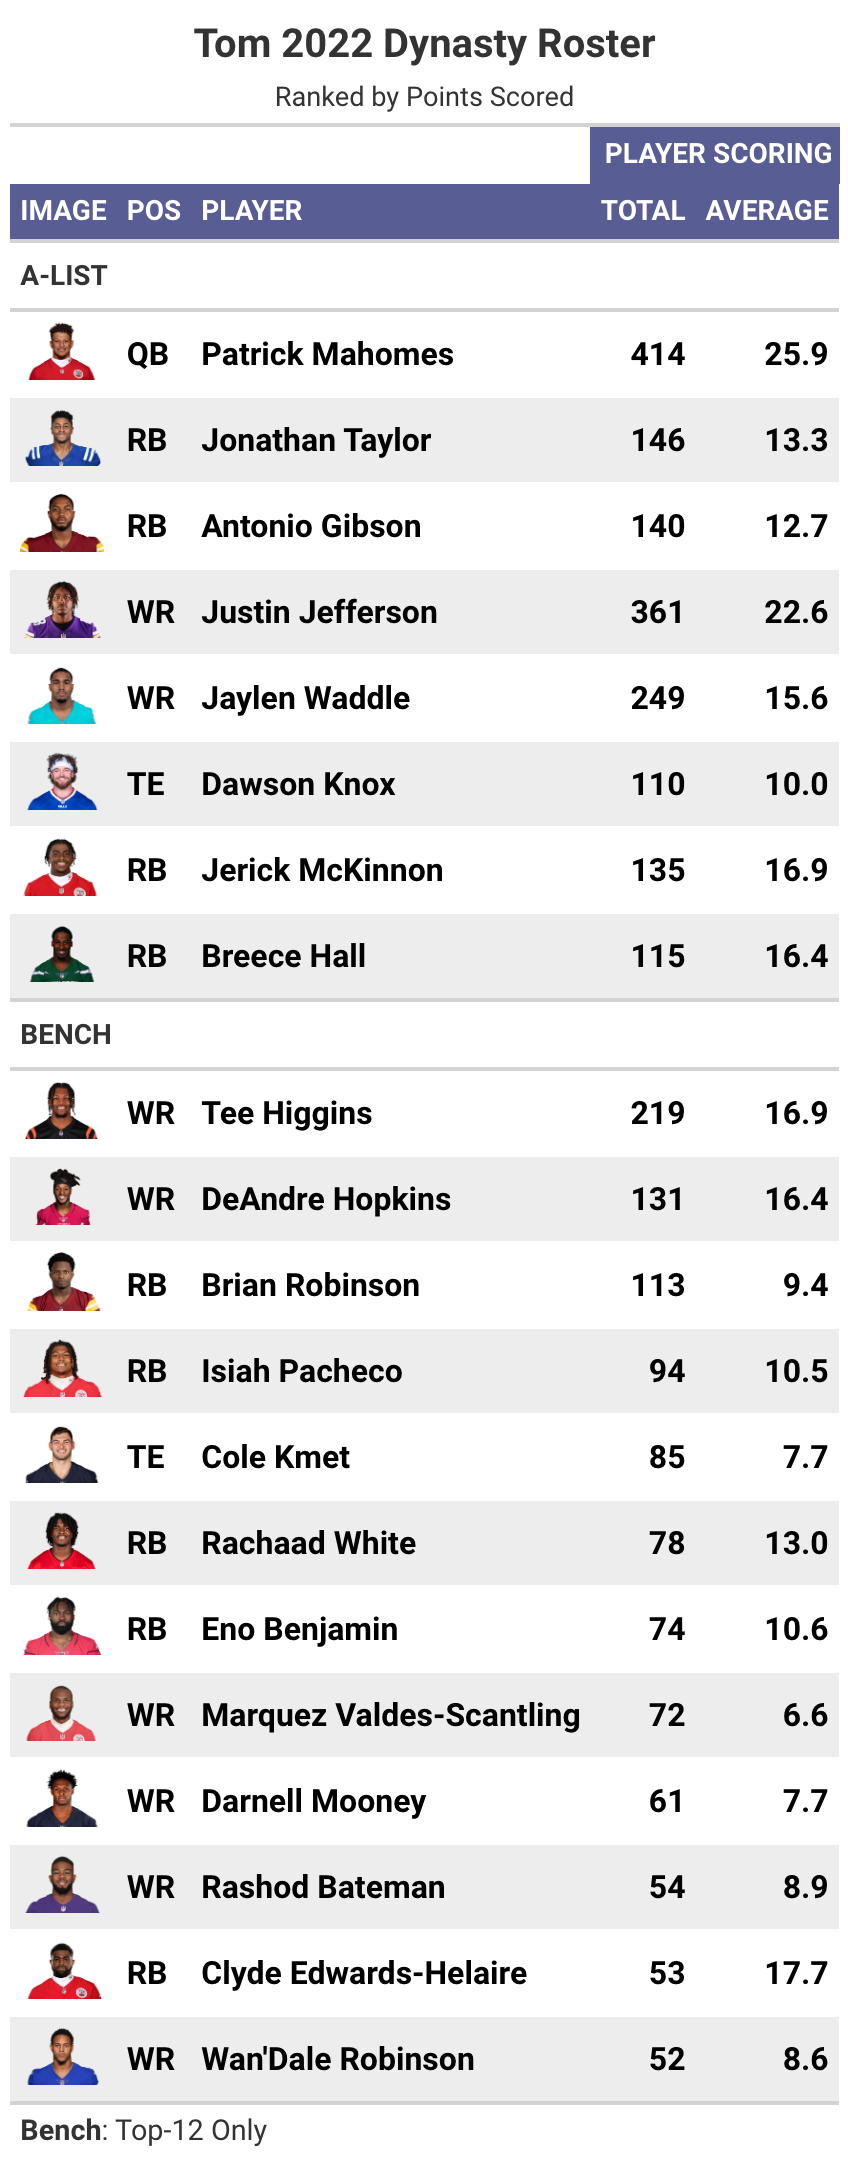 Tom 2022 Dynasty Roster
Ranked by Points Scored
PLAYER SCORING
IMAGE POS PLAYER TOTAL AVERAGE
A-LIST
QB Patrick Mahomes 414 25.9
RB Jonathan Taylor 146 13.3
RB Antonio Gibson 140 12.7
WR Justin Jefferson 361 22.6
WR Jaylen Waddle 249 15.6
TE Dawson Knox 110 10.0
RB Jerick McKinnon 135 16.9
RB Breece Hall 115 16.4
BENCH
WR Tee Higgins 219 16.9
WR DeAndre Hopkins 131 16.4
RB Brian Robinson 113 9.4
RB Isiah Pacheco 94 10.5
TE Cole Kmet 85 7.7
RB Rachaad White 78 13.0
RB Eno Benjamin 74 10.6
WR Marquez Valdes-Scantling 72 6.6
WR Darnell Mooney 61 7.7
WR Rashod Bateman 54 8.9
RB Clyde Edwards-Helaire 53 17.7
WR Wan'Dale Robinson 52 8.6
Bench: Top-12 Only